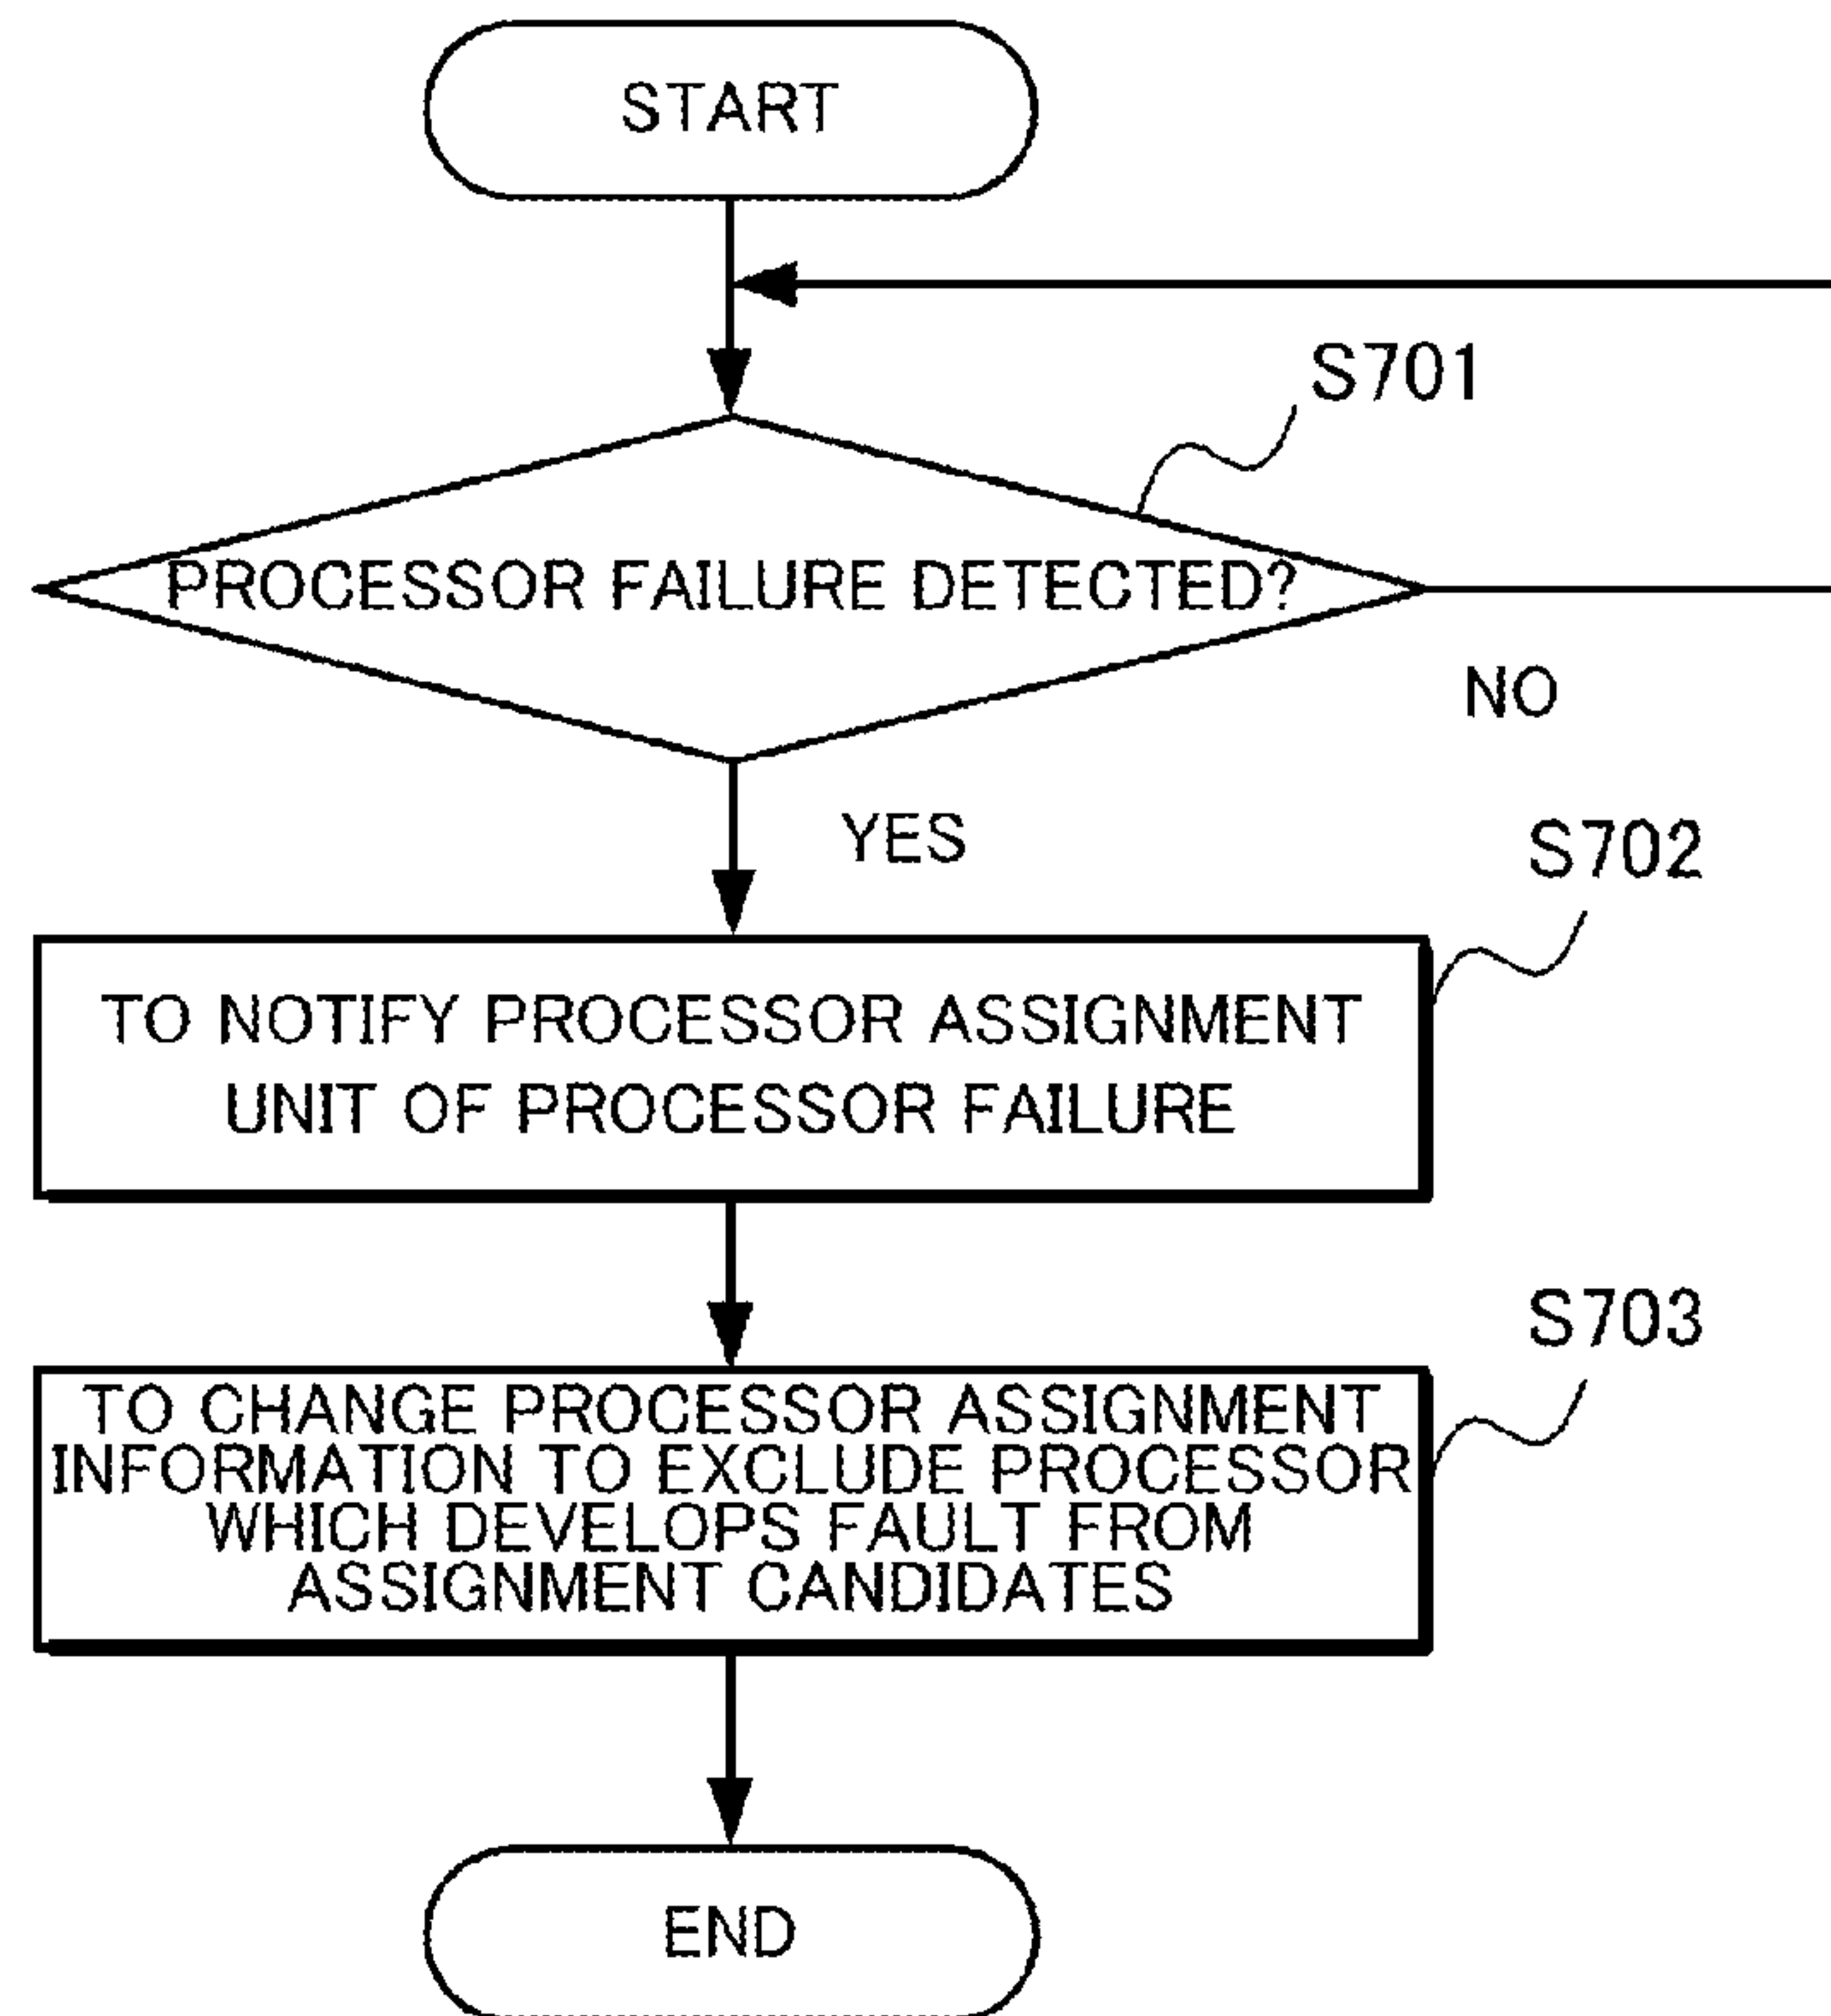 START
S701
PROCESSOR FAILURE DETECTED?
NO
YES
S702
TO NOTIFY PROCESSOR ASSIGNMENT
UNIT OF PROCESSOR FAILURE
S703
TO CHANGE PROCESSOR ASSIGNMENT
INFORMATION TO EXCLUDE PROCESSOR
WHICH DEVELOPS FAULT FROM
ASSIGNMENT CANDIDATES
END